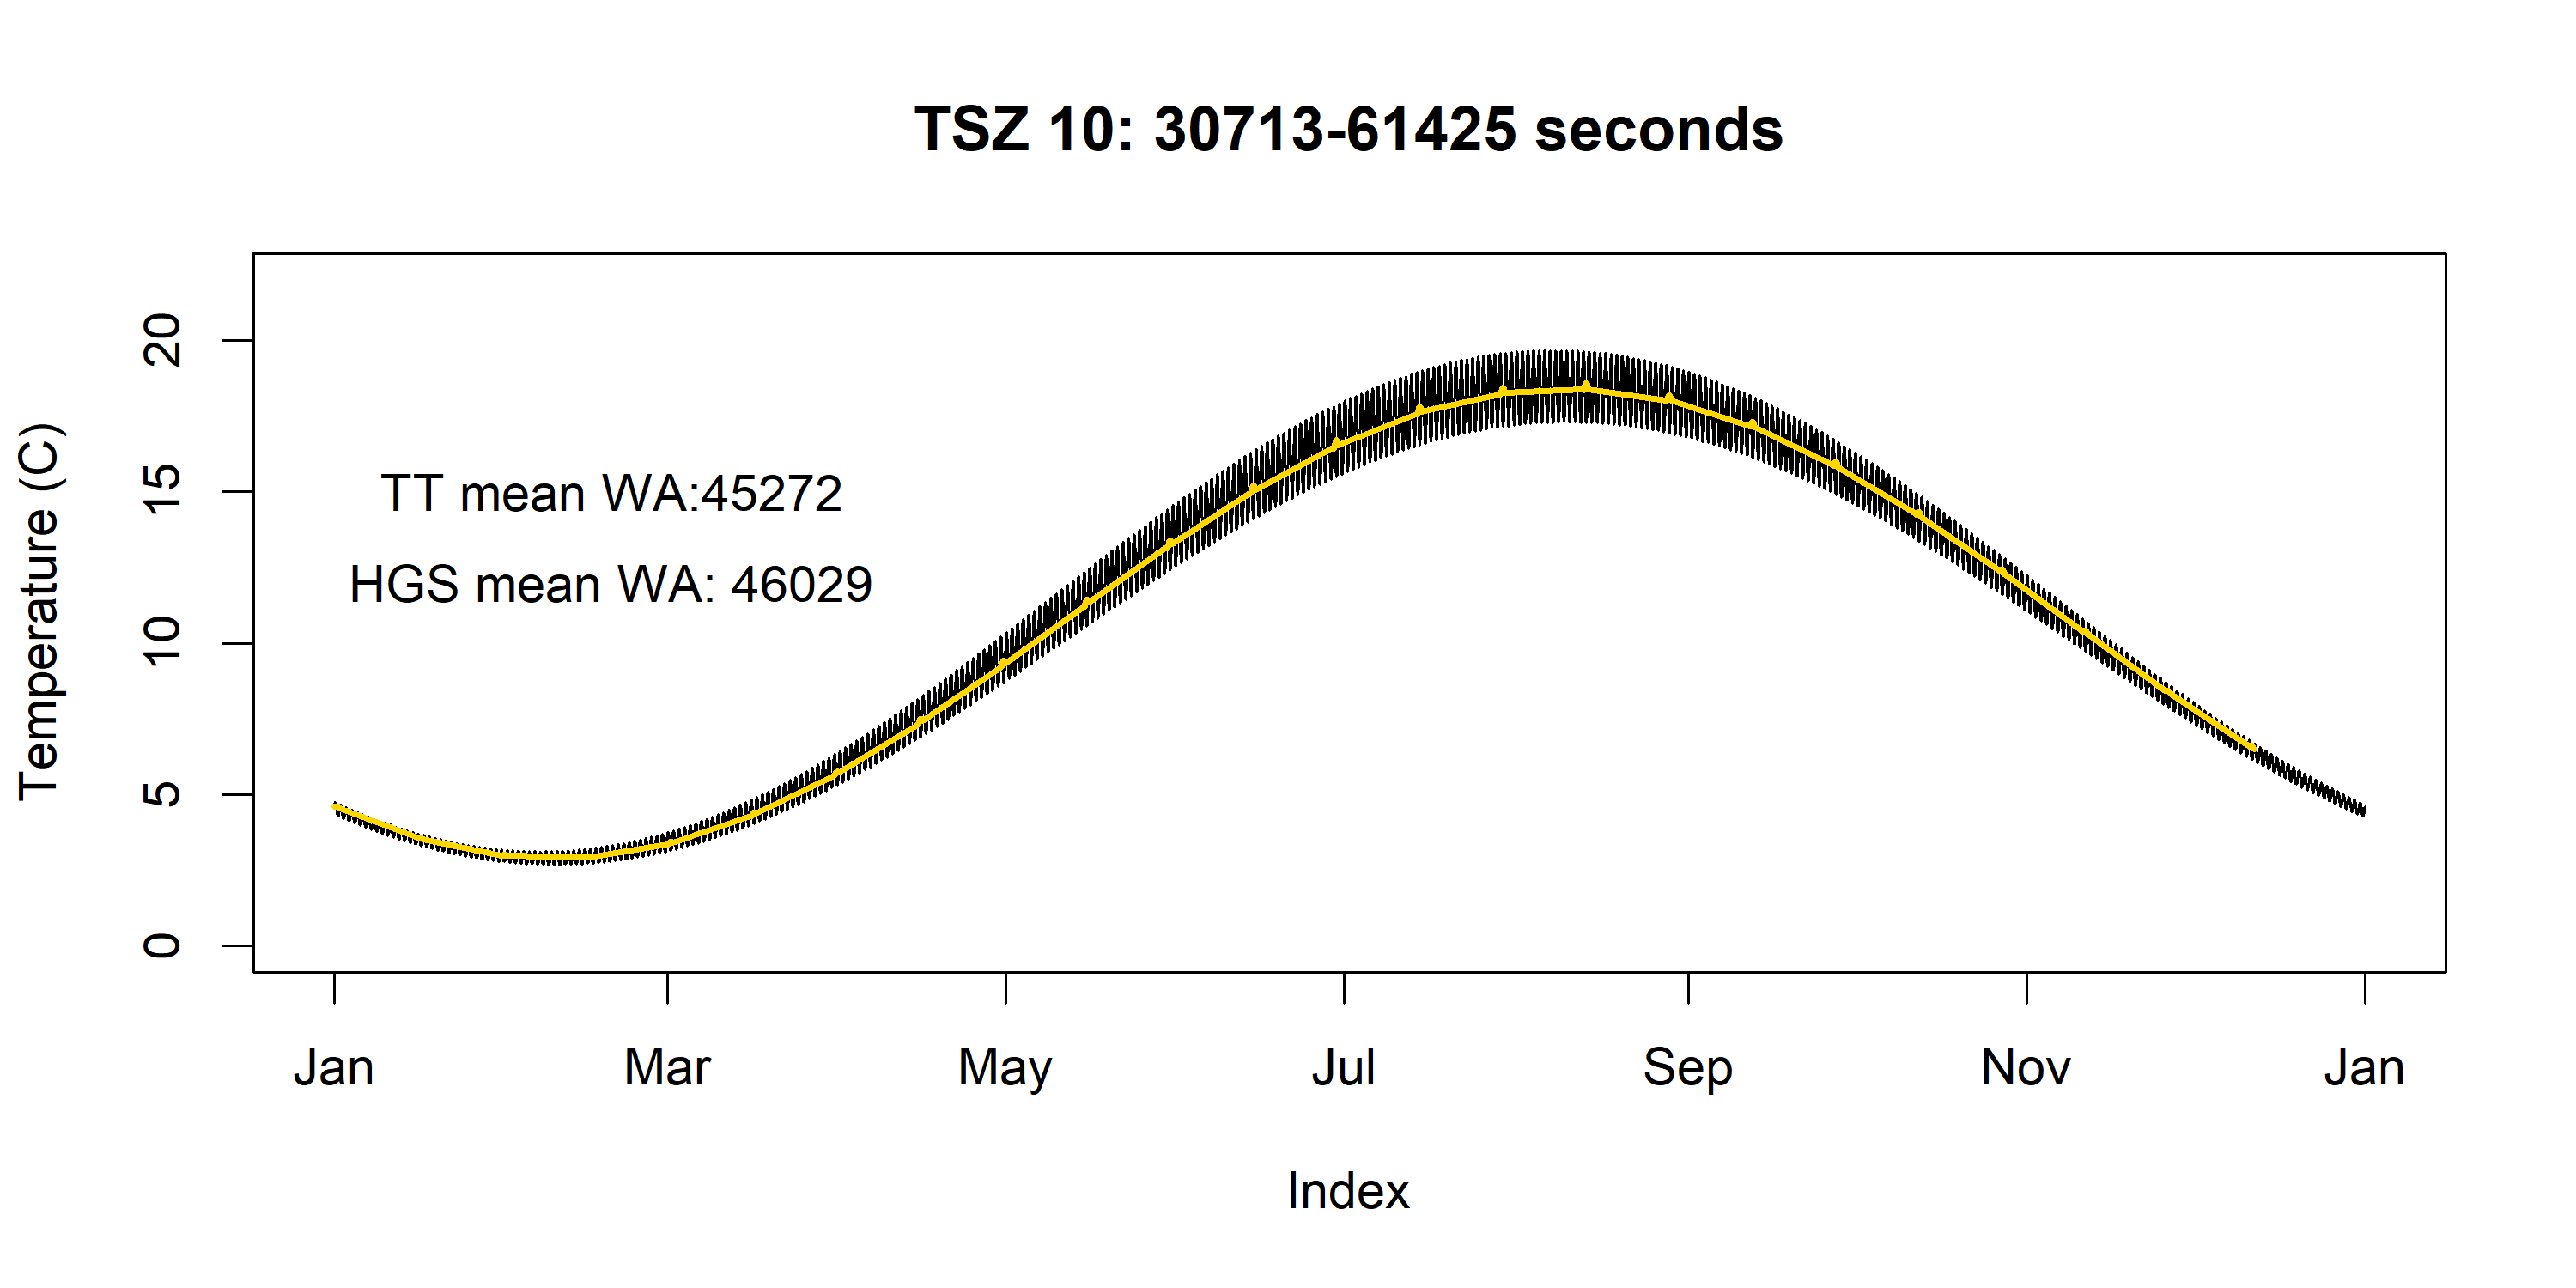 TSZ 10: 30713-61425 seconds
Temperature (C)
20
15
10
5
0
TT mean WA:45272
HGS mean WA: 46029
Jan Mar May Jul Sep Nov Jan
Index